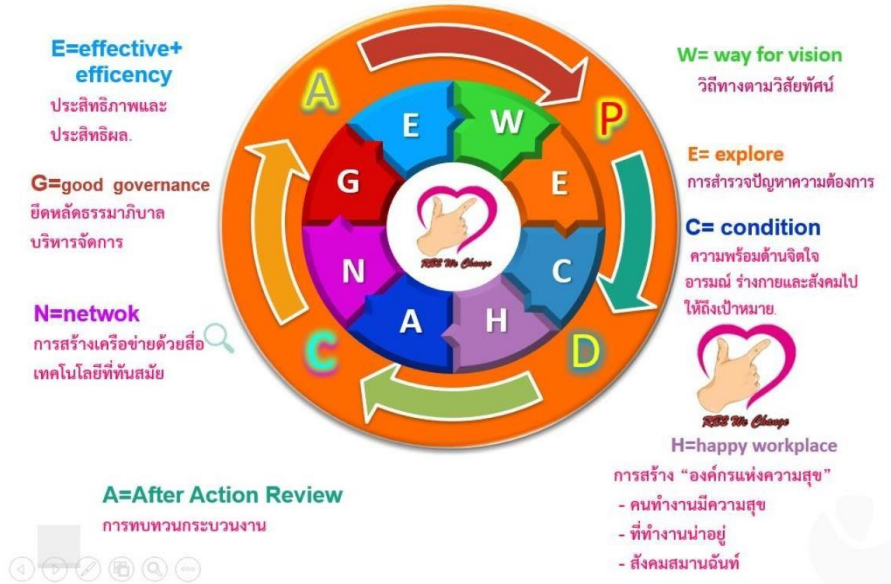 E=effective+
efficency
ประสิทธิภาพและ
ประสิทธิผล.
G=good governance
ยึดหลัดธรรมาภิบาล
บริหารจัดการ
N=netwok
การสร้างเครือข่ายด้วยสื่อ
เทคโนโลยีที่ทันสมัย
A=After Action Review
การทบทวนกระบวนงาน
A
P
D
C
W
E
C
H
A
N
G
E
RBS We Change
W= way for vision
วิถีทางตามวิสัยทัศน์
E= explore
การสำรวจปัญหาความต้องการ
C= condition
ความพร้อมด้านจิตใจ
อารมณ์ ร่างกายและสังคมไป
ให้ถึงเป้าหมาย.
RBS We Change
H=happy workplace
การสร้าง “องค์กรแห่งความสุข”
- คนทำงานมีความสุข
- ที่ทำงานน่าอยู่
- สังคมสมานฉันท์